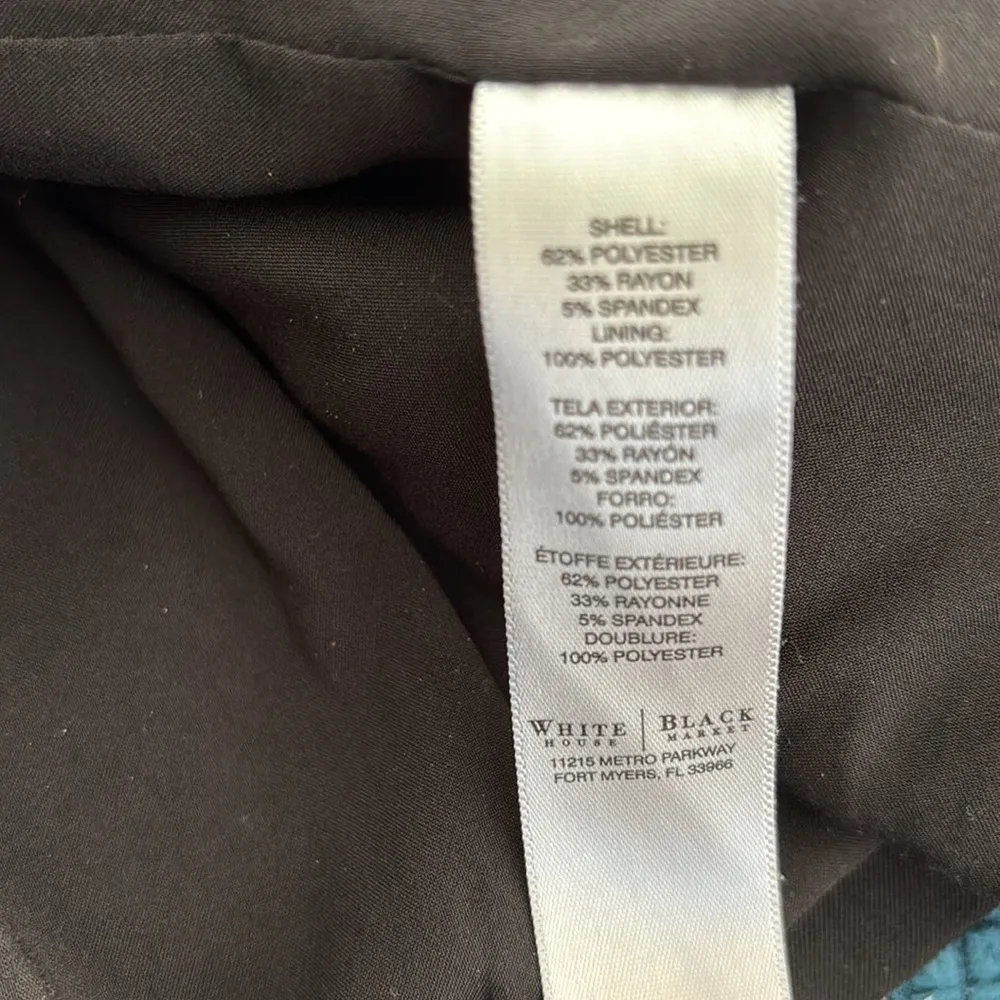 SHELL:
62% POLYESTER
33% RAYON
5% SPANDEX
LINING:
100% POLYESTER
TELA EXTERIOR:
62% POLIÉSTER
33% RAYÓN
5% SPANDEX
FORRO:
100% POLIÉSTER
ÉTOFFE EXTÉRIEURE:
62% POLYESTER
33% RAYONNE
5% SPANDEX
DOUBLURE:
100% POLYESTER
WHITE | BLACK
HOUSE MARKET
11215 METRO PARKWAY
FORT MYERS, FL 33966